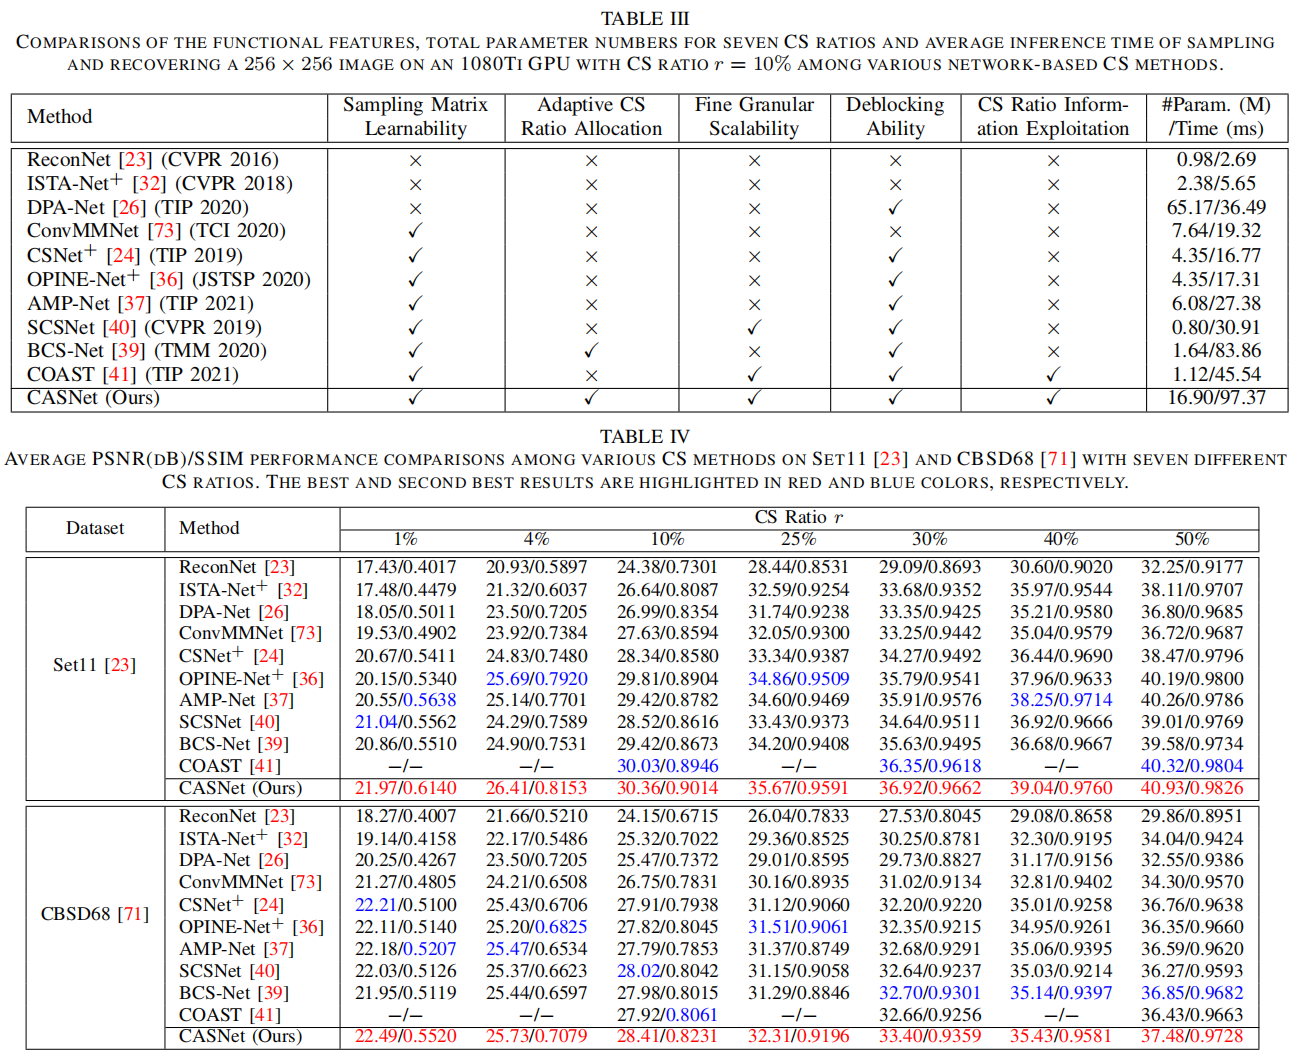 TABLE III
COMPARISONS OF THE FUNCTIONAL FEATURES, TOTAL PARAMETER NUMBERS FOR SEVEN CS RATIOS AND AVERAGE INFERENCE TIME OF SAMPLING
AND RECOVERING A 256 × 256 IMAGE ON AN 1080TI GPU WITH CS RATIO r = 10% AMONG VARIOUS NETWORK-BASED CS METHODS.
Method Sampling Matrix Learnability Adaptive CS Ratio Allocation Fine Granular Scalability Deblocking Ability CS Ratio Inform-ation Exploitation #Param. (M) /Time (ms)
ReconNet [23] (CVPR 2016) × × × × × 0.98/2.69
ISTA-Net+ [32] (CVPR 2018) × × × × × 2.38/5.65
DPA-Net [26] (TIP 2020) × × × ✓ × 65.17/36.49
ConvMMNet [73] (TCI 2020) ✓ × × × × 7.64/19.32
CSNet+ [24] (TIP 2019) ✓ × × ✓ × 4.35/16.77
OPINE-Net+ [36] (JSTSP 2020) ✓ × × ✓ × 4.35/17.31
AMP-Net [37] (TIP 2021) ✓ × × ✓ × 6.08/27.38
SCSNet [40] (CVPR 2019) ✓ × ✓ ✓ × 0.80/30.91
BCS-Net [39] (TMM 2020) ✓ ✓ × ✓ × 1.64/83.86
COAST [41] (TIP 2021) ✓ × ✓ ✓ ✓ 1.12/45.54
CASNet (Ours) ✓ ✓ ✓ ✓ ✓ 16.90/97.37
TABLE IV
AVERAGE PSNR(DB)/SSIM PERFORMANCE COMPARISONS AMONG VARIOUS CS METHODS ON SET11 [23] AND CBSD68 [71] WITH SEVEN DIFFERENT
CS RATIOS. THE BEST AND SECOND BEST RESULTS ARE HIGHLIGHTED IN RED AND BLUE COLORS, RESPECTIVELY.
Dataset Method CS Ratio r
1% 4% 10% 25% 30% 40% 50%
Set11 [23]
ReconNet [23] 17.43/0.4017 20.93/0.5897 24.38/0.7301 28.44/0.8531 29.09/0.8693 30.60/0.9020 32.25/0.9177
ISTA-Net+ [32] 17.48/0.4479 21.32/0.6037 26.64/0.8087 32.59/0.9254 33.68/0.9352 35.97/0.9544 38.11/0.9707
DPA-Net [26] 18.05/0.5011 23.50/0.7205 26.99/0.8354 31.74/0.9238 33.35/0.9425 35.21/0.9580 36.80/0.9685
ConvMMNet [73] 19.53/0.4902 23.92/0.7384 27.63/0.8594 32.05/0.9300 33.25/0.9442 35.04/0.9579 36.72/0.9687
CSNet+ [24] 20.67/0.5411 24.83/0.7480 28.34/0.8580 33.34/0.9387 34.27/0.9492 36.44/0.9690 38.47/0.9796
OPINE-Net+ [36] 20.15/0.5340 25.69/0.7920 29.81/0.8904 34.86/0.9509 35.79/0.9541 37.96/0.9633 40.19/0.9800
AMP-Net [37] 20.55/0.5638 25.14/0.7701 29.42/0.8782 34.60/0.9469 35.91/0.9576 38.25/0.9714 40.26/0.9786
SCSNet [40] 21.04/0.5562 24.29/0.7589 28.52/0.8616 33.43/0.9373 34.64/0.9511 36.92/0.9666 39.01/0.9769
BCS-Net [39] 20.86/0.5510 24.90/0.7531 29.42/0.8673 34.20/0.9408 35.63/0.9495 36.68/0.9667 39.58/0.9734
COAST [41] −/− −/− 30.03/0.8946 −/− 36.35/0.9618 −/− 40.32/0.9804
CASNet (Ours) 21.97/0.6140 26.41/0.8153 30.36/0.9014 35.67/0.9591 36.92/0.9662 39.04/0.9760 40.93/0.9826
CBSD68 [71]
ReconNet [23] 18.27/0.4007 21.66/0.5210 24.15/0.6715 26.04/0.7833 27.53/0.8045 29.08/0.8658 29.86/0.8951
ISTA-Net+ [32] 19.14/0.4158 22.17/0.5486 25.32/0.7022 29.36/0.8525 30.25/0.8781 32.30/0.9195 34.04/0.9424
DPA-Net [26] 20.25/0.4267 23.50/0.7205 25.47/0.7372 29.01/0.8595 29.73/0.8827 31.17/0.9156 32.55/0.9386
ConvMMNet [73] 21.27/0.4805 24.21/0.6508 26.75/0.7831 30.16/0.8935 31.02/0.9134 32.81/0.9402 34.30/0.9570
CSNet+ [24] 22.21/0.5100 25.43/0.6706 27.91/0.7938 31.12/0.9060 32.20/0.9220 35.01/0.9258 36.76/0.9638
OPINE-Net+ [36] 22.11/0.5140 25.20/0.6825 27.82/0.8045 31.51/0.9061 32.35/0.9215 34.95/0.9261 36.35/0.9660
AMP-Net [37] 22.18/0.5207 25.47/0.6534 27.79/0.7853 31.37/0.8749 32.68/0.9291 35.06/0.9395 36.59/0.9620
SCSNet [40] 22.03/0.5126 25.37/0.6623 28.02/0.8042 31.15/0.9058 32.64/0.9237 35.03/0.9214 36.27/0.9593
BCS-Net [39] 21.95/0.5119 25.44/0.6597 27.98/0.8015 31.29/0.8846 32.70/0.9301 35.14/0.9397 36.85/0.9682
COAST [41] −/− −/− 27.92/0.8061 −/− 32.66/0.9256 −/− 36.43/0.9663
CASNet (Ours) 22.49/0.5520 25.73/0.7079 28.41/0.8231 32.31/0.9196 33.40/0.9359 35.43/0.9581 37.48/0.9728